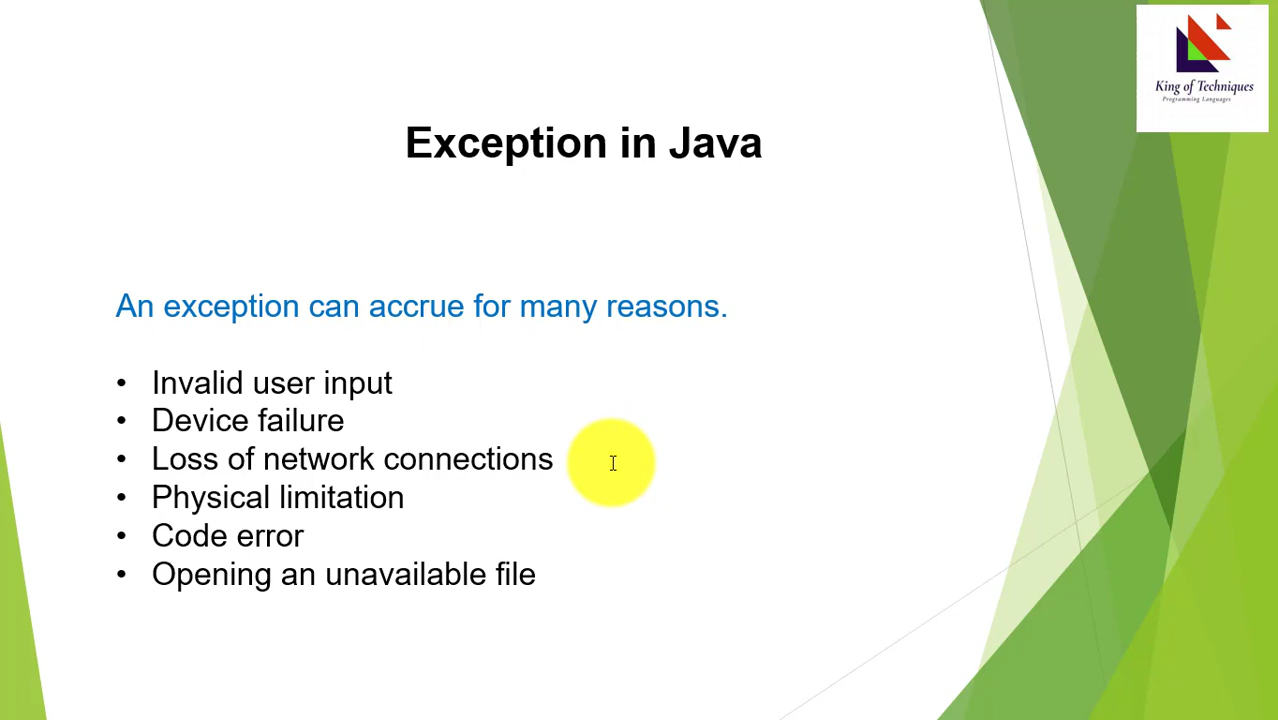 King of Techniques
Programming Languages
Exception in Java
An exception can accrue for many reasons.
• Invalid user input
• Device failure
• Loss of network connections
• Physical limitation
• Code error
• Opening an unavailable file